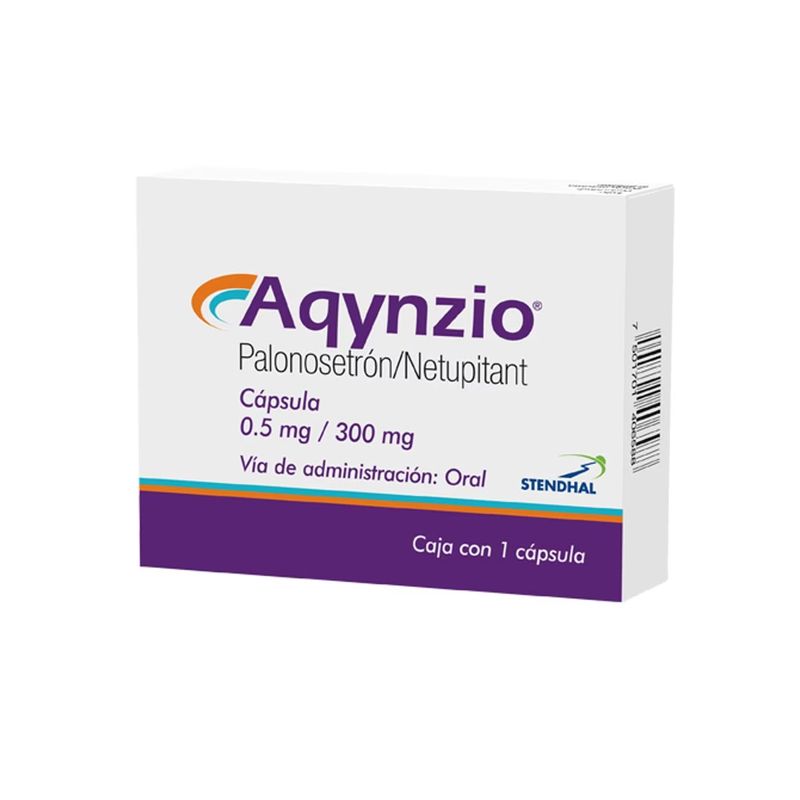 Aqynzio®
Palonosetrón/Netupitant
Cápsula
0.5 mg / 300 mg
Vía de administración: Oral
STENDHAL
Caja con 1 cápsula